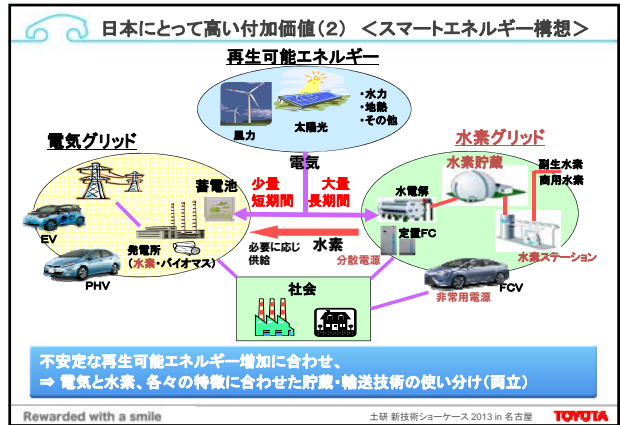 日本にとって高い付加価値(2) <スマートエネルギー構想>
再生可能エネルギー
・水力
・地熱
・その他
風力
太陽光
電気グリッド
水素グリッド
電気
水素貯蔵
副生水素
商用水素
蓄電池
少量
短期間
大量
長期間
水電解
EV
発電所
(水素・バイオマス)
PHV
必要に応じ
供給
水素
分散電源
定置FC
水素ステーション
FCV
非常用電源
社会
不安定な再生可能エネルギー増加に合わせ、
⇒ 電気と水素、各々の特徴に合わせた貯蔵・輸送技術の使い分け(両立)
Rewarded with a smile
土研 新技術ショーケース 2013 in 名古屋
TOYOTA